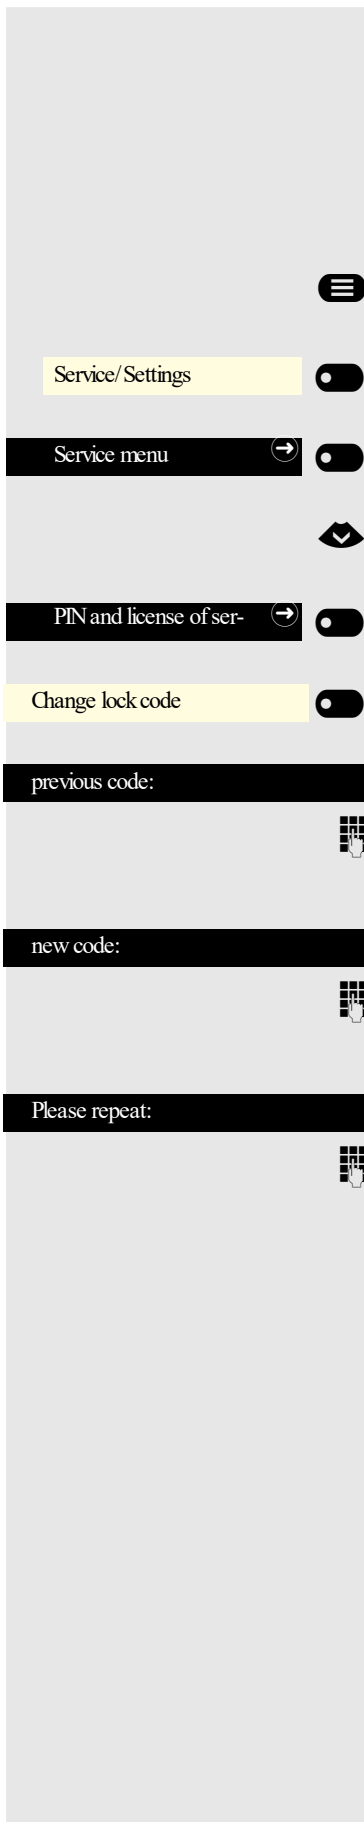 Service/Settings
Service menu
PIN and license of ser-
Change lock code
previous code:
new code:
Please repeat: